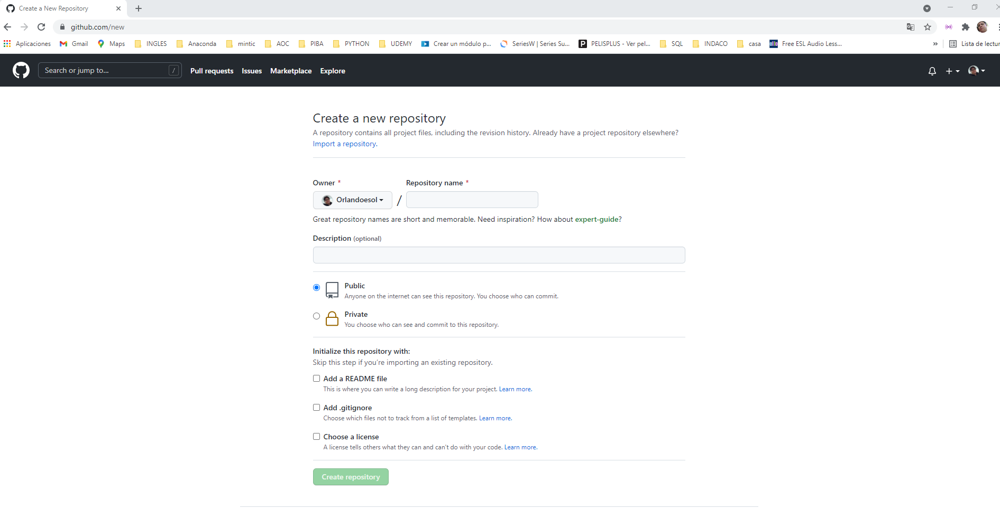 Create a New Repository
github.com/new
Aplicaciones Gmail Maps INGLES Anaconda mintic AOC PIBA PYTHON UDEMY Crear un módulo p... SeriesW | Series Su... PELISPLUS - Ver pel... SQL INDACO casa Free ESL Audio Less... » Lista de lectur
Search or jump to... / Pull requests Issues Marketplace Explore
Create a new repository
A repository contains all project files, including the revision history. Already have a project repository elsewhere?
Import a repository.
Owner * Repository name *
Orlandoesol /
Great repository names are short and memorable. Need inspiration? How about expert-guide?
Description (optional)
Public
Anyone on the internet can see this repository. You choose who can commit.
Private
You choose who can see and commit to this repository.
Initialize this repository with:
Skip this step if you’re importing an existing repository.
Add a README file
This is where you can write a long description for your project. Learn more.
Add .gitignore
Choose which files not to track from a list of templates. Learn more.
Choose a license
A license tells others what they can and can't do with your code. Learn more.
Create repository